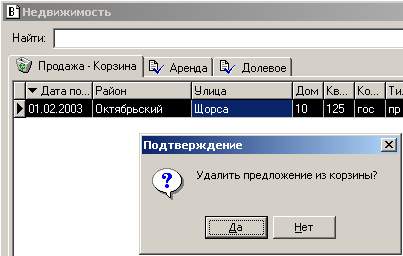 Недвижимость
Найти:
Продажа - Корзина Аренда Долевое
Дата по... Район Улица Дом Кв... Ко... Ти.
01.02.2003 Октябрьский Щорса 10 125 гос пр
Подтверждение
Удалить предложение из корзины?
Да Нет